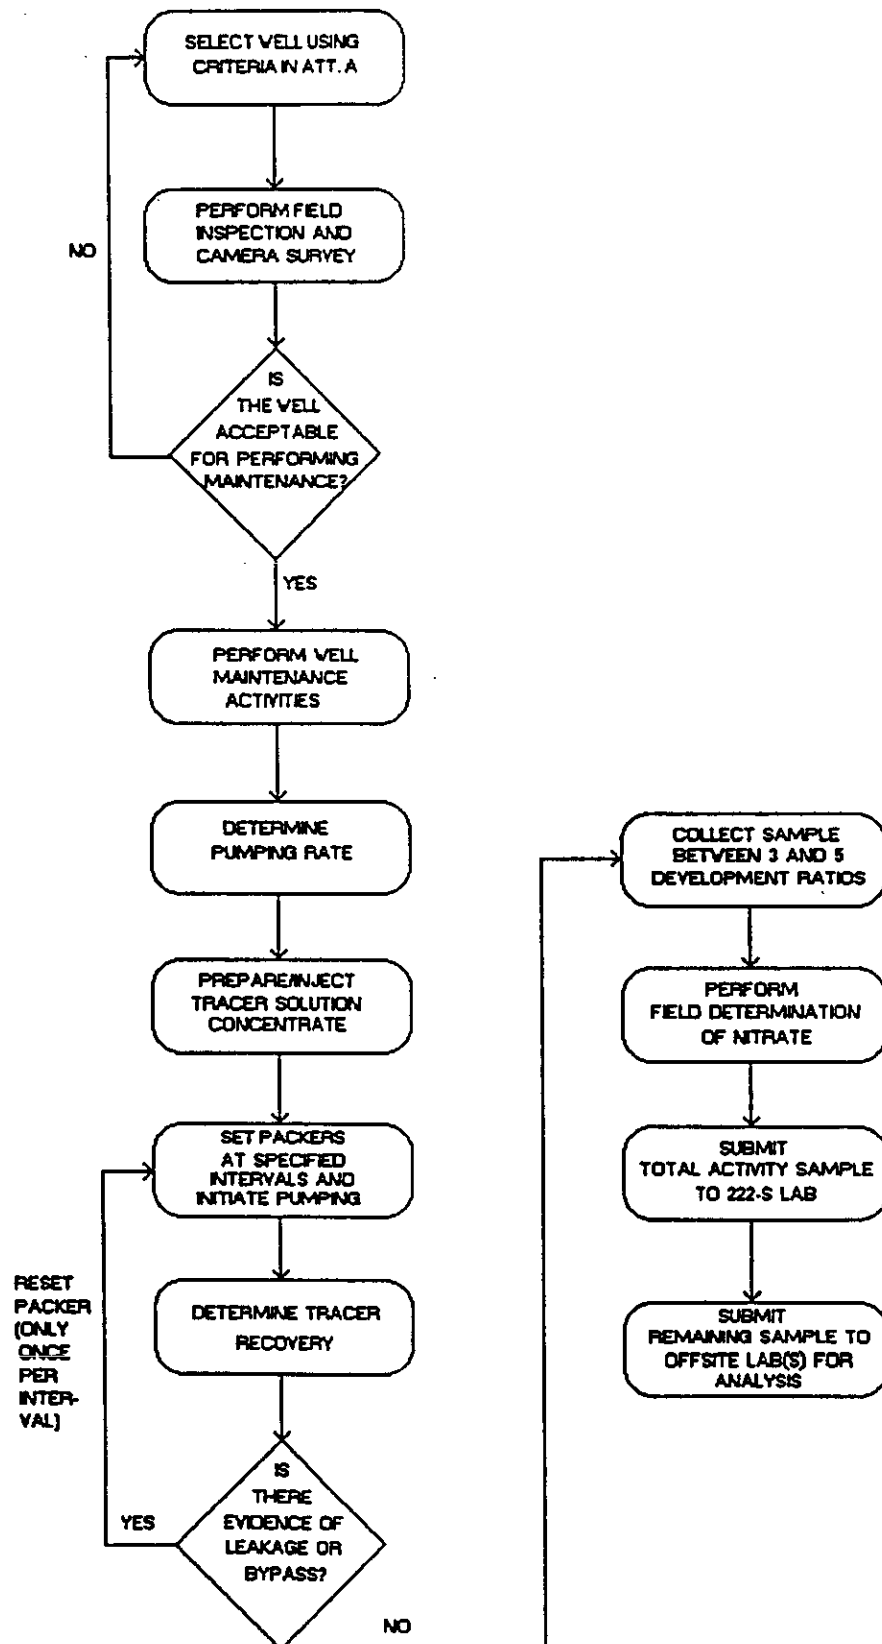 SELECT WELL USING
CRITERIA IN ATT. A
PERFORM FIELD
INSPECTION AND
CAMERA SURVEY
NO
IS
THE WELL
ACCEPTABLE
FOR PERFORMING
MAINTENANCE?
YES
PERFORM WELL
MAINTENANCE
ACTIVITIES
DETERMINE
PUMPING RATE
PREPARE/INJECT
TRACER SOLUTION
CONCENTRATE
SET PACKERS
AT SPECIFIED
INTERVALS AND
INITIATE PUMPING
RESET
PACKER
(ONLY
ONCE
PER
INTER-
VAL)
DETERMINE TRACER
RECOVERY
IS
THERE
EVIDENCE OF
LEAKAGE OR
BYPASS?
YES
NO
COLLECT SAMPLE
BETWEEN 3 AND 5
DEVELOPMENT RATIOS
PERFORM
FIELD DETERMINATION
OF NITRATE
SUBMIT
TOTAL ACTIVITY SAMPLE
TO 222-S LAB
SUBMIT
REMAINING SAMPLE TO
OFFSITE LAB(S) FOR
ANALYSIS